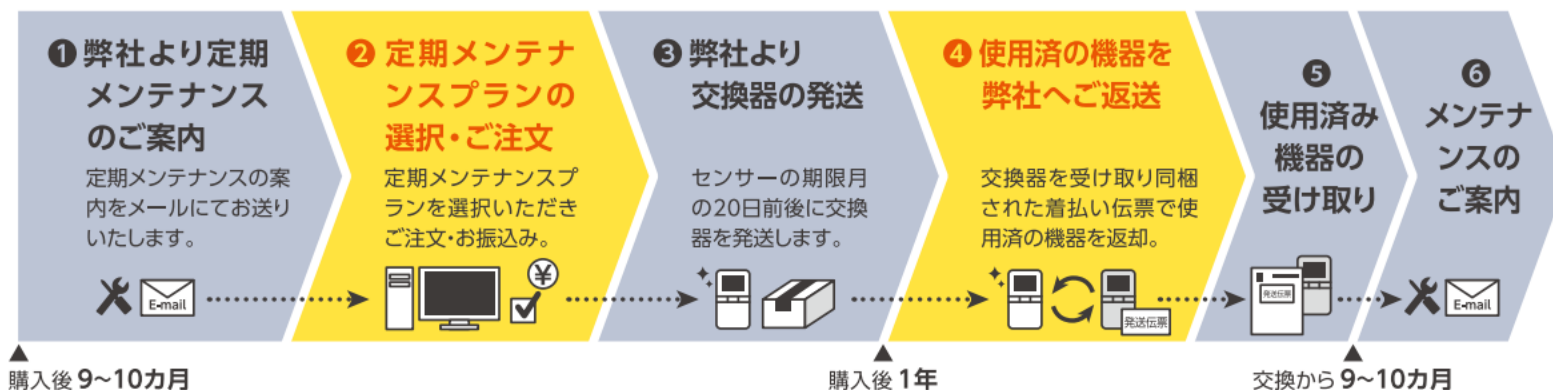 ❶弊社より定期
メンテナンス
のご案内
定期メンテナンスの案
内をメールにてお送り
いたします。
E-mail
❷定期メンテナ
ンスプランの
選択・ご注文
定期メンテナンスプ
ランを選択いただき
ご注文・お振込み。
¥
❸弊社より
交換器の発送
センサーの期限月
の20日前後に交換
器を発送します。
❹使用済の機器を
弊社へご返送
交換器を受け取り同梱
された着払い伝票で使
用済の機器を返却。
発送伝票
❺
使用済み
機器の
受け取り
発送伝票
❻
メンテナ
ンスの
ご案内
E-mail
▲
購入後 9~10カ月
▲
購入後 1年
▲
交換から 9~10カ月